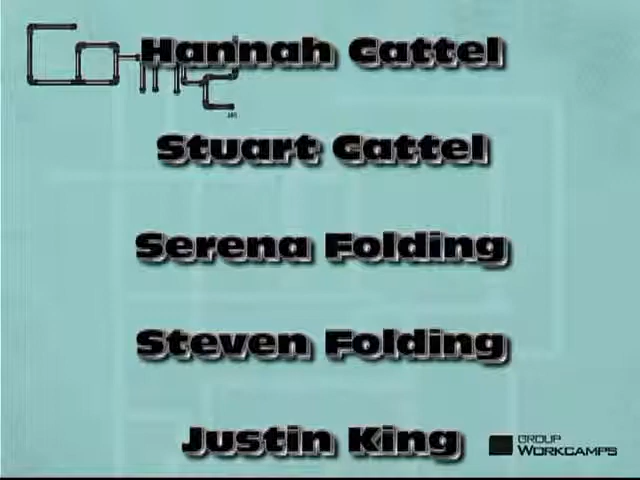 Hannah Cattel
Stuart Cattel
Serena Folding
Steven Folding
Justin King
GROUP
WORKCAMPS